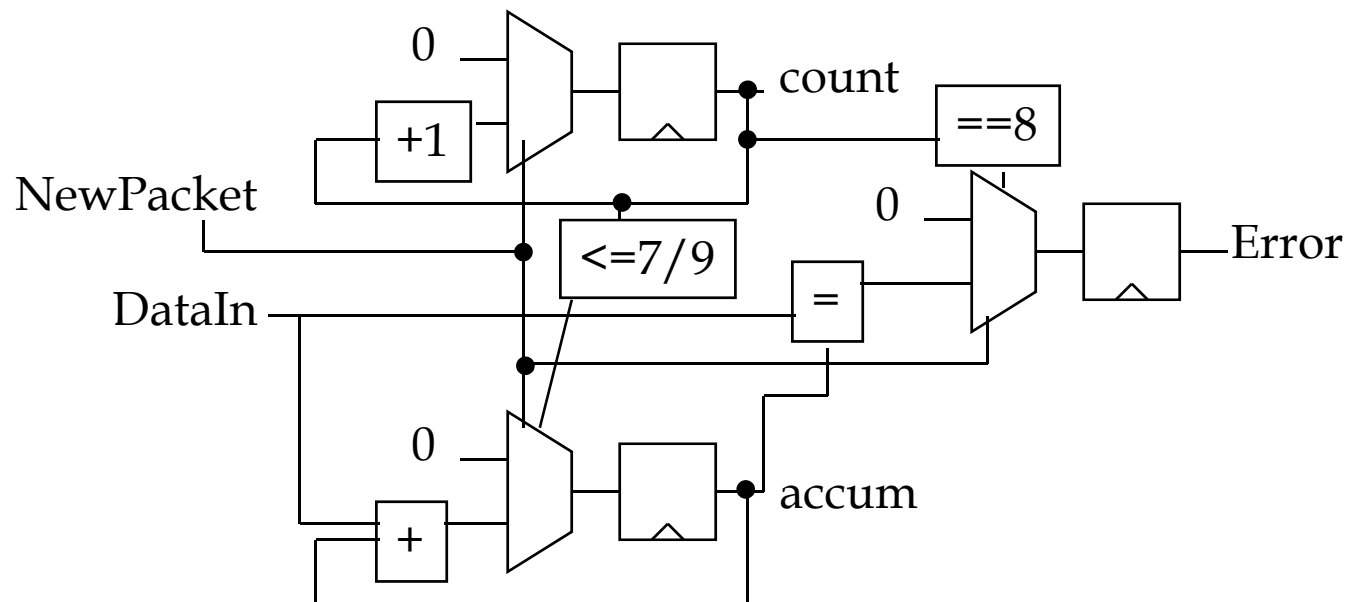 0
count
+1
==8
NewPacket
0
<=7/9
Error
DataIn
=
0
accum
+